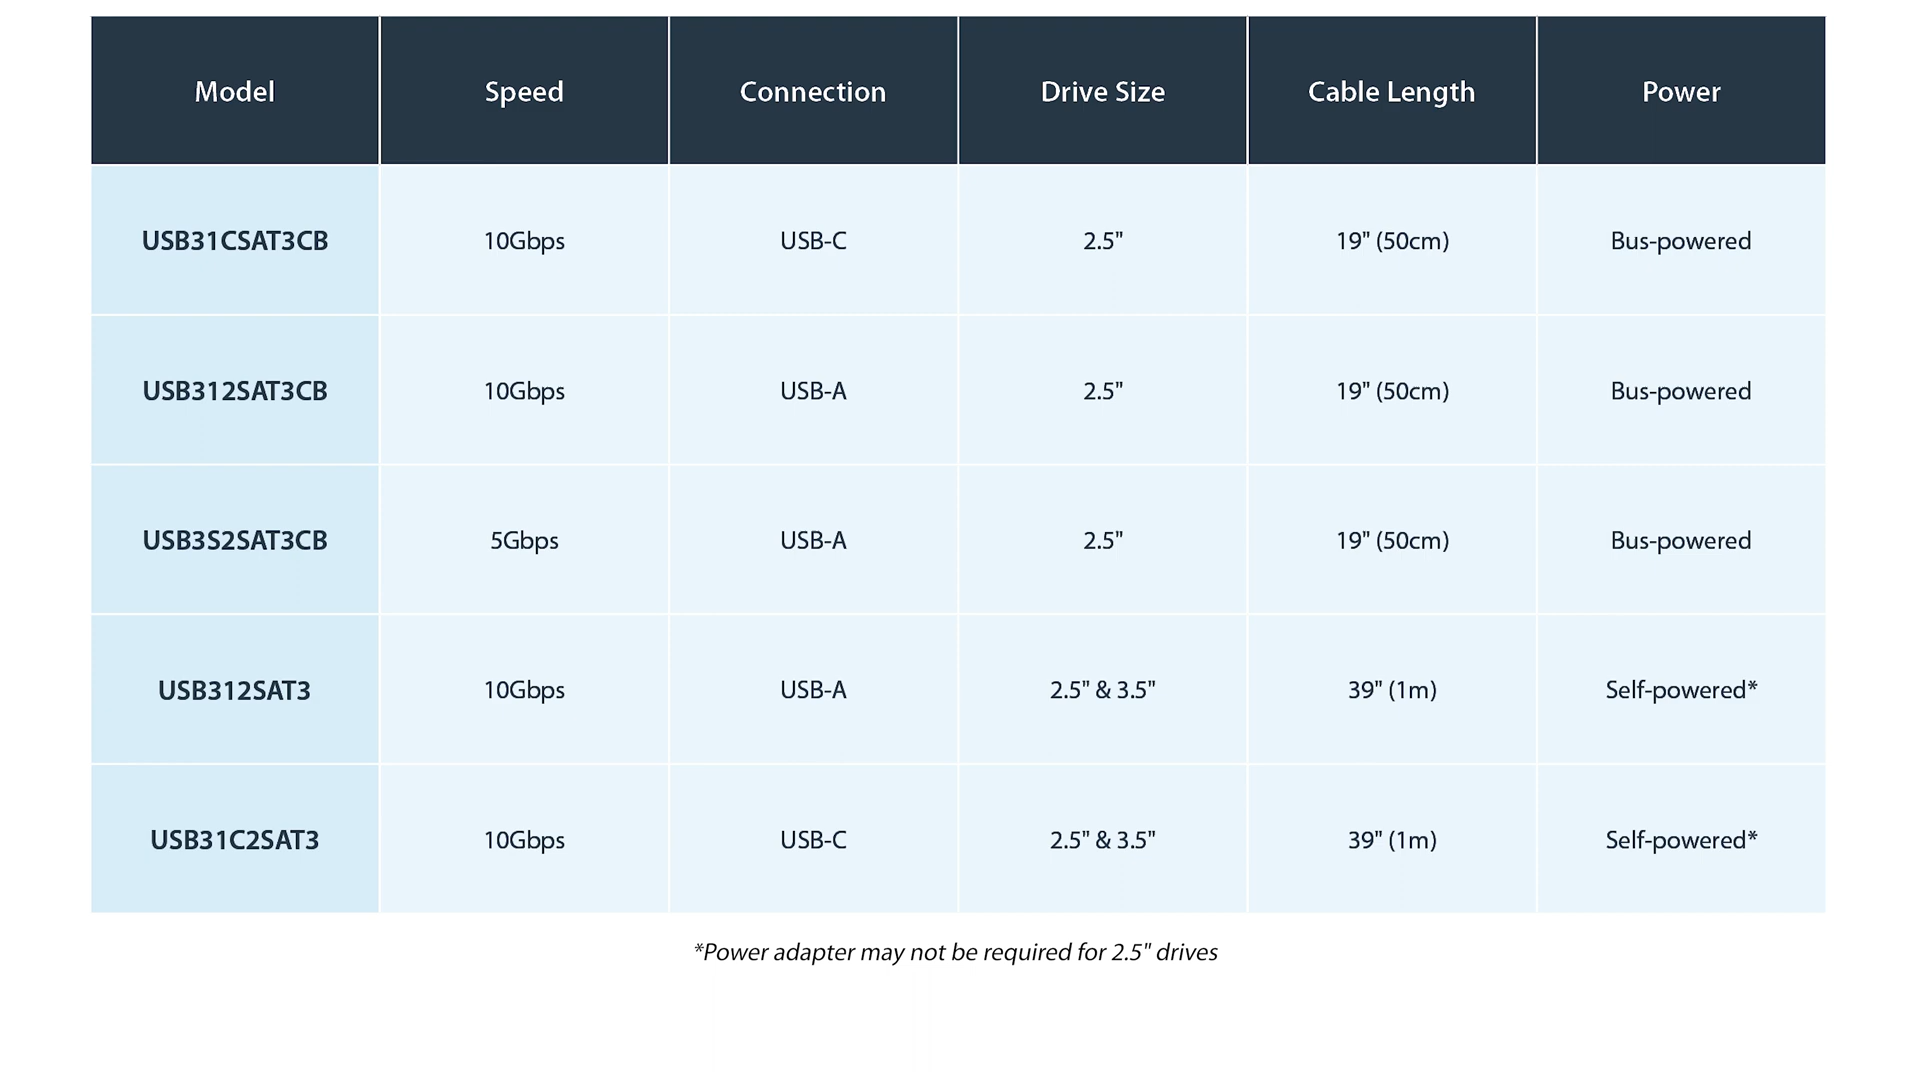 Model Speed Connection Drive Size Cable Length Power
USB31CSAT3CB 10Gbps USB-C 2.5" 19" (50cm) Bus-powered
USB312SAT3CB 10Gbps USB-A 2.5" 19" (50cm) Bus-powered
USB3S2SAT3CB 5Gbps USB-A 2.5" 19" (50cm) Bus-powered
USB312SAT3 10Gbps USB-A 2.5" & 3.5" 39" (1m) Self-powered*
USB31C2SAT3 10Gbps USB-C 2.5" & 3.5" 39" (1m) Self-powered*
*Power adapter may not be required for 2.5" drives